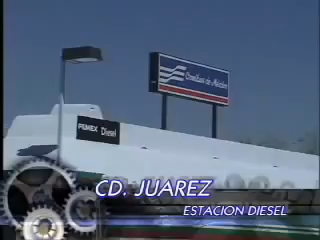 Omnibus de México
PEMEX Diesel
CD. JUAREZ
ESTACION DIESEL